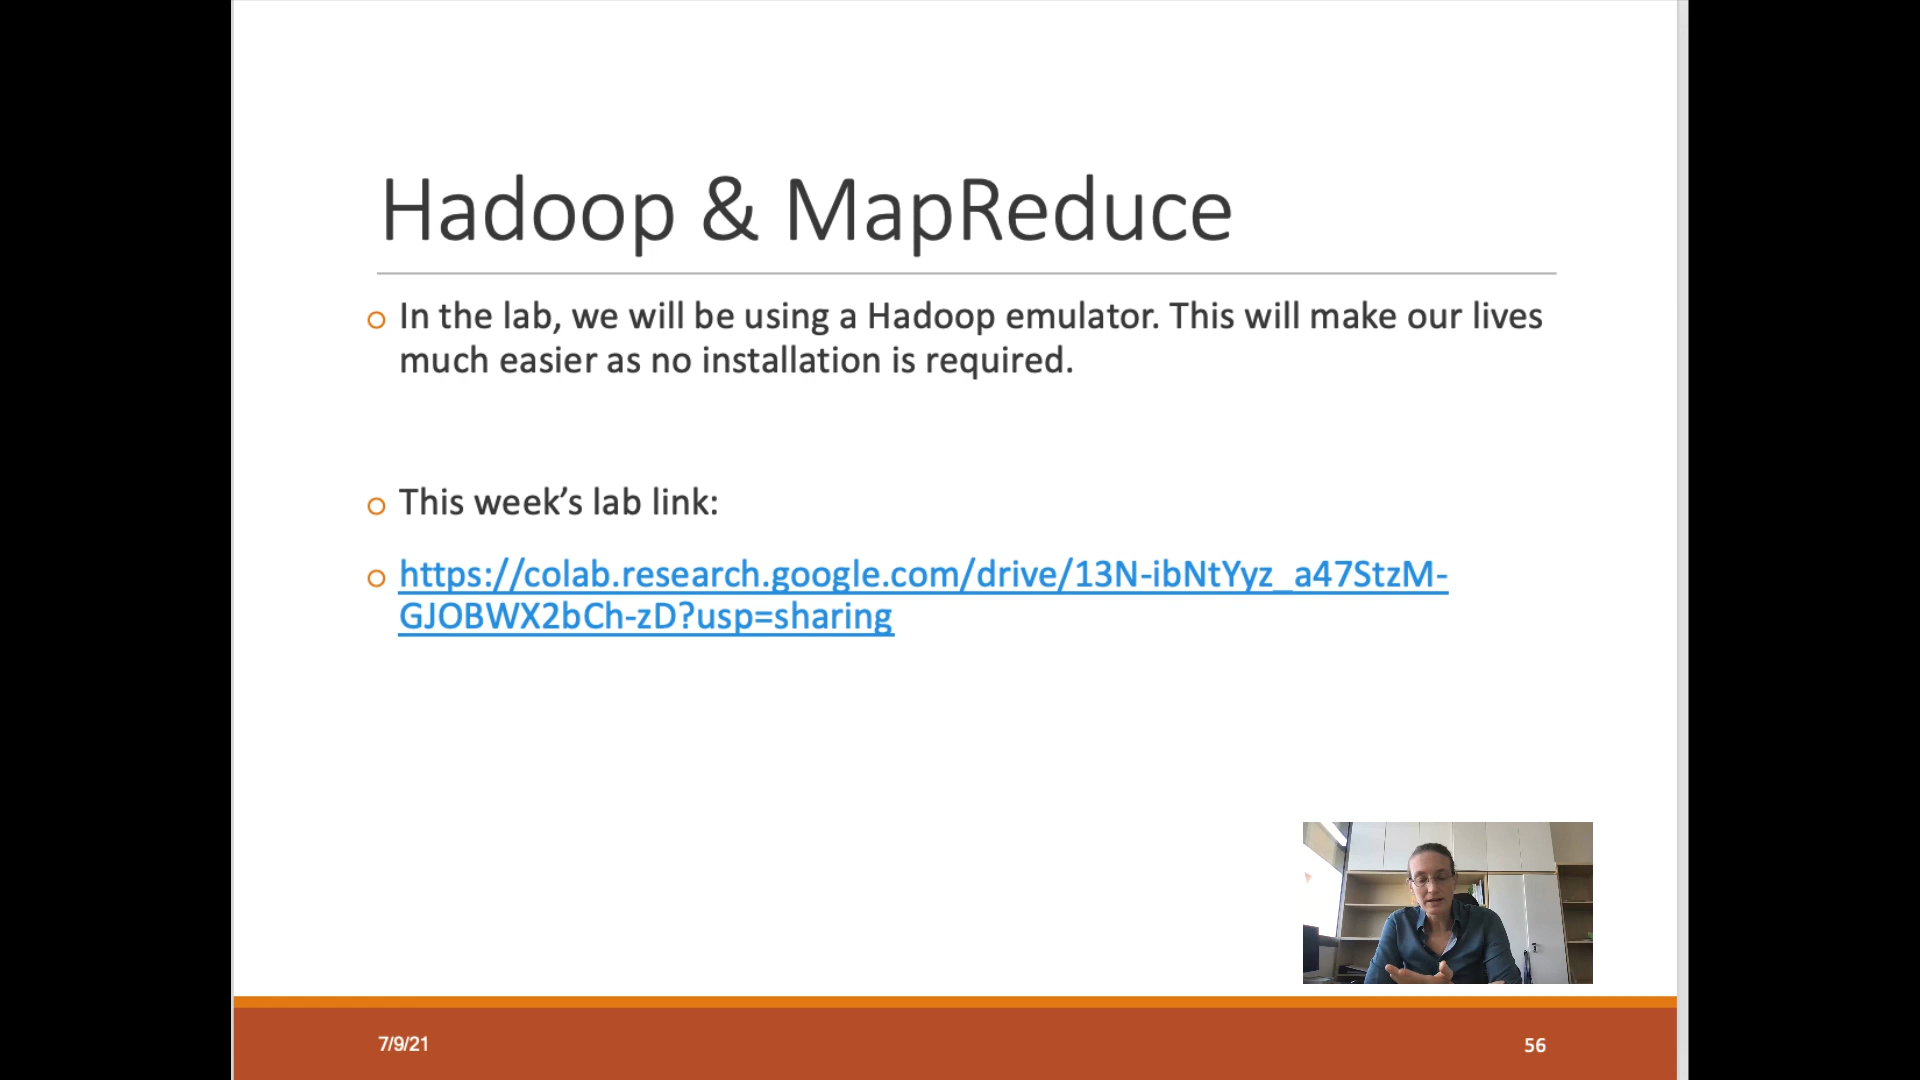 Hadoop & MapReduce
In the lab, we will be using a Hadoop emulator. This will make our lives
much easier as no installation is required.
This week’s lab link:
https://colab.research.google.com/drive/13N-ibNtYyz_a47StzM-
GJOBWX2bCh-zD?usp=sharing
7/9/21
56